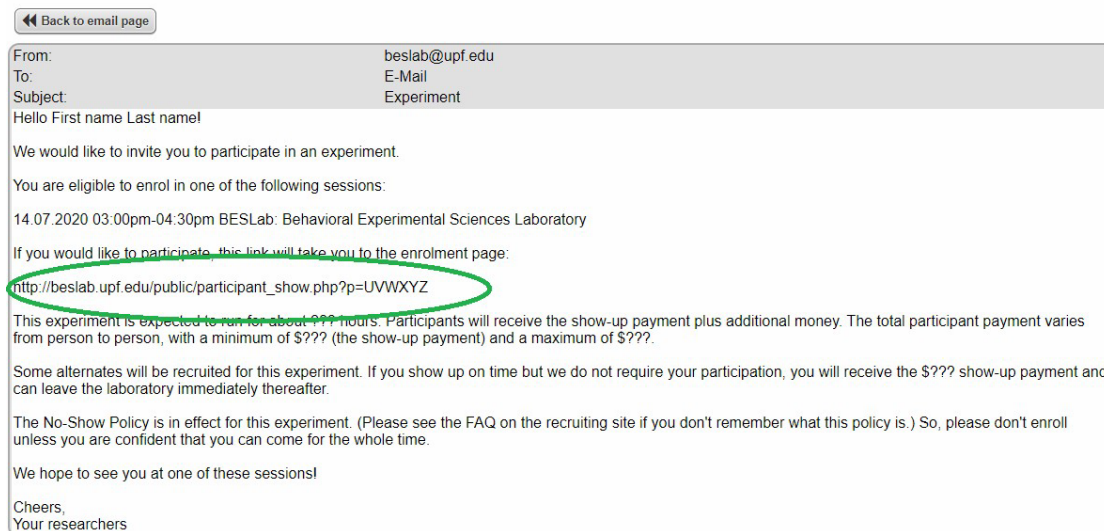 Back to email page
From: beslab@upf.edu
To: E-Mail
Subject: Experiment
Hello First name Last name!
We would like to invite you to participate in an experiment.
You are eligible to enrol in one of the following sessions:
14.07.2020 03:00pm-04:30pm BESLab: Behavioral Experimental Sciences Laboratory
If you would like to participate, this link will take you to the enrolment page:
http://beslab.upf.edu/public/participant_show.php?p=UVWXYZ
This experiment is expected to run for about ??? hours. Participants will receive the show-up payment plus additional money. The total participant payment varies
from person to person, with a minimum of $??? (the show-up payment) and a maximum of $???.
Some alternates will be recruited for this experiment. If you show up on time but we do not require your participation, you will receive the $??? show-up payment and
can leave the laboratory immediately thereafter.
The No-Show Policy is in effect for this experiment. (Please see the FAQ on the recruiting site if you don't remember what this policy is.) So, please don't enroll
unless you are confident that you can come for the whole time.
We hope to see you at one of these sessions!
Cheers,
Your researchers